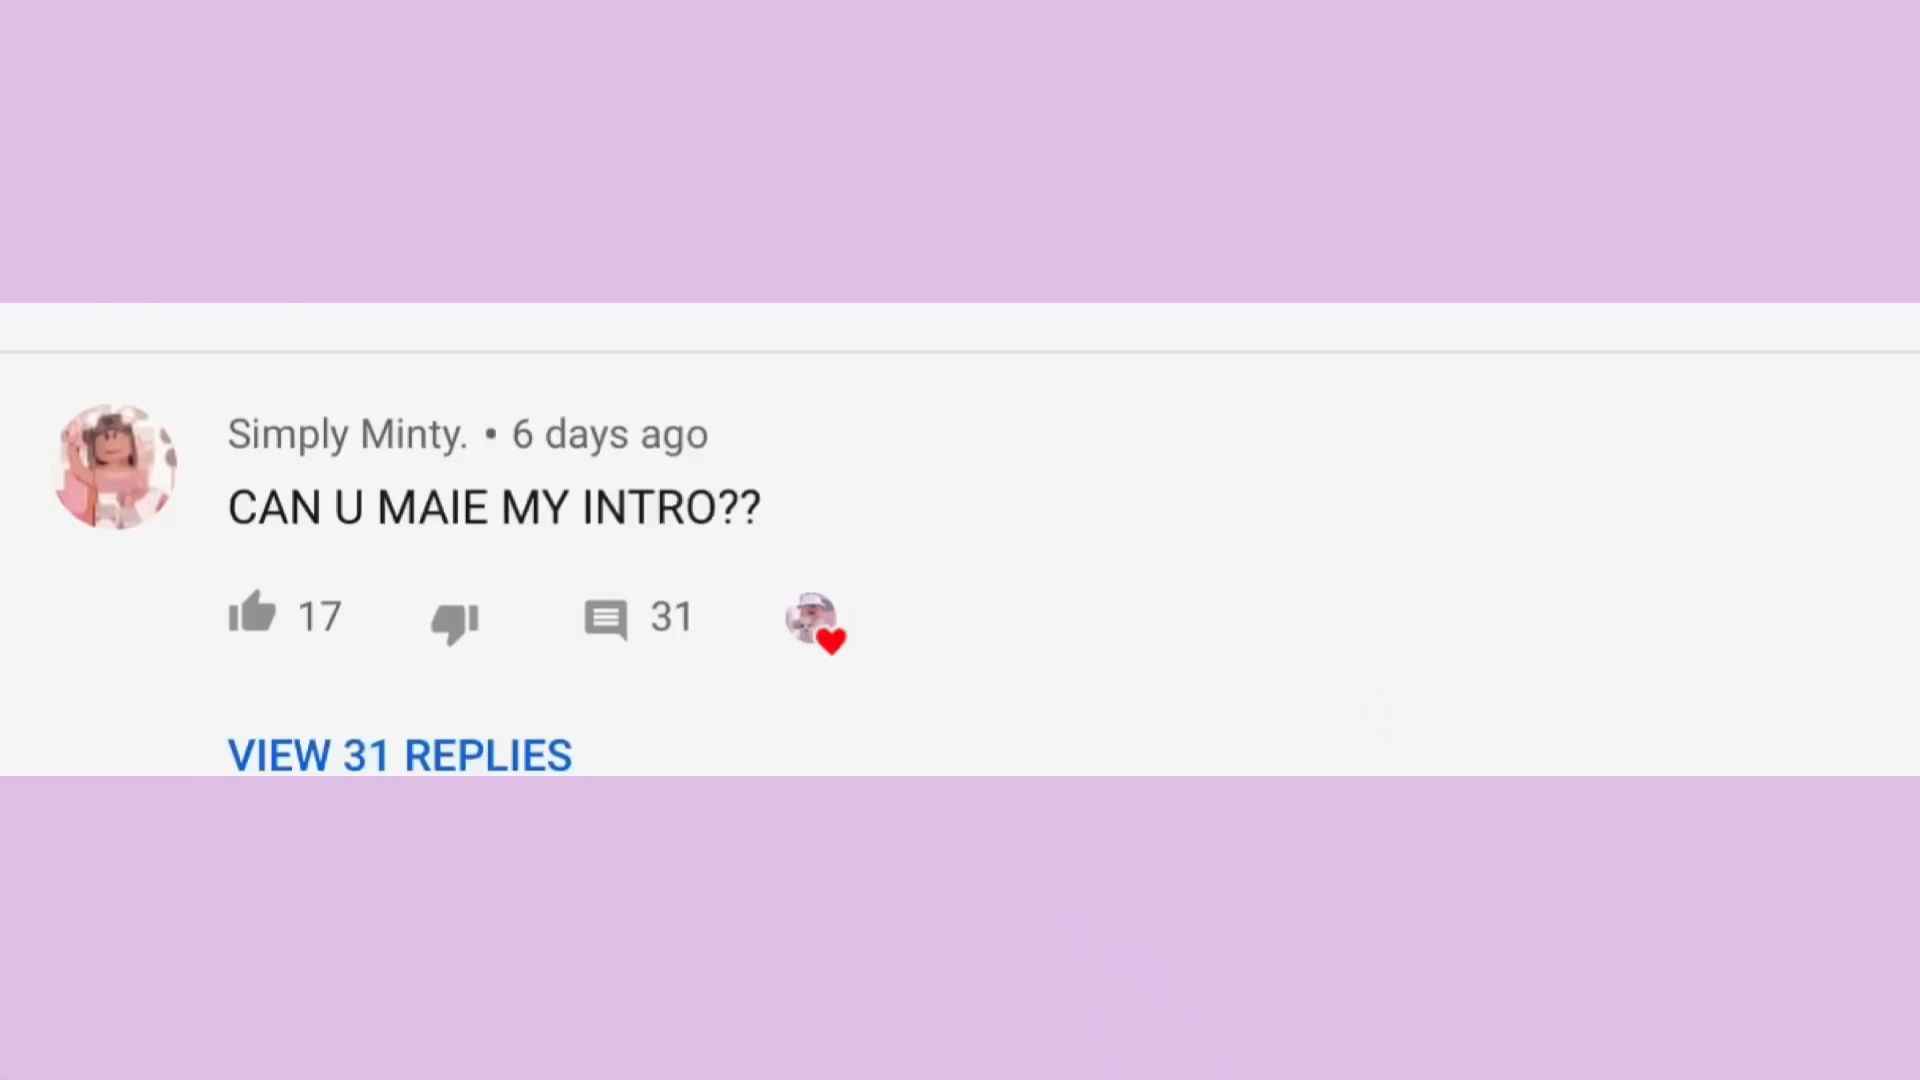 Simply Minty. • 6 days ago
CAN U MAIE MY INTRO??
17
31
VIEW 31 REPLIES